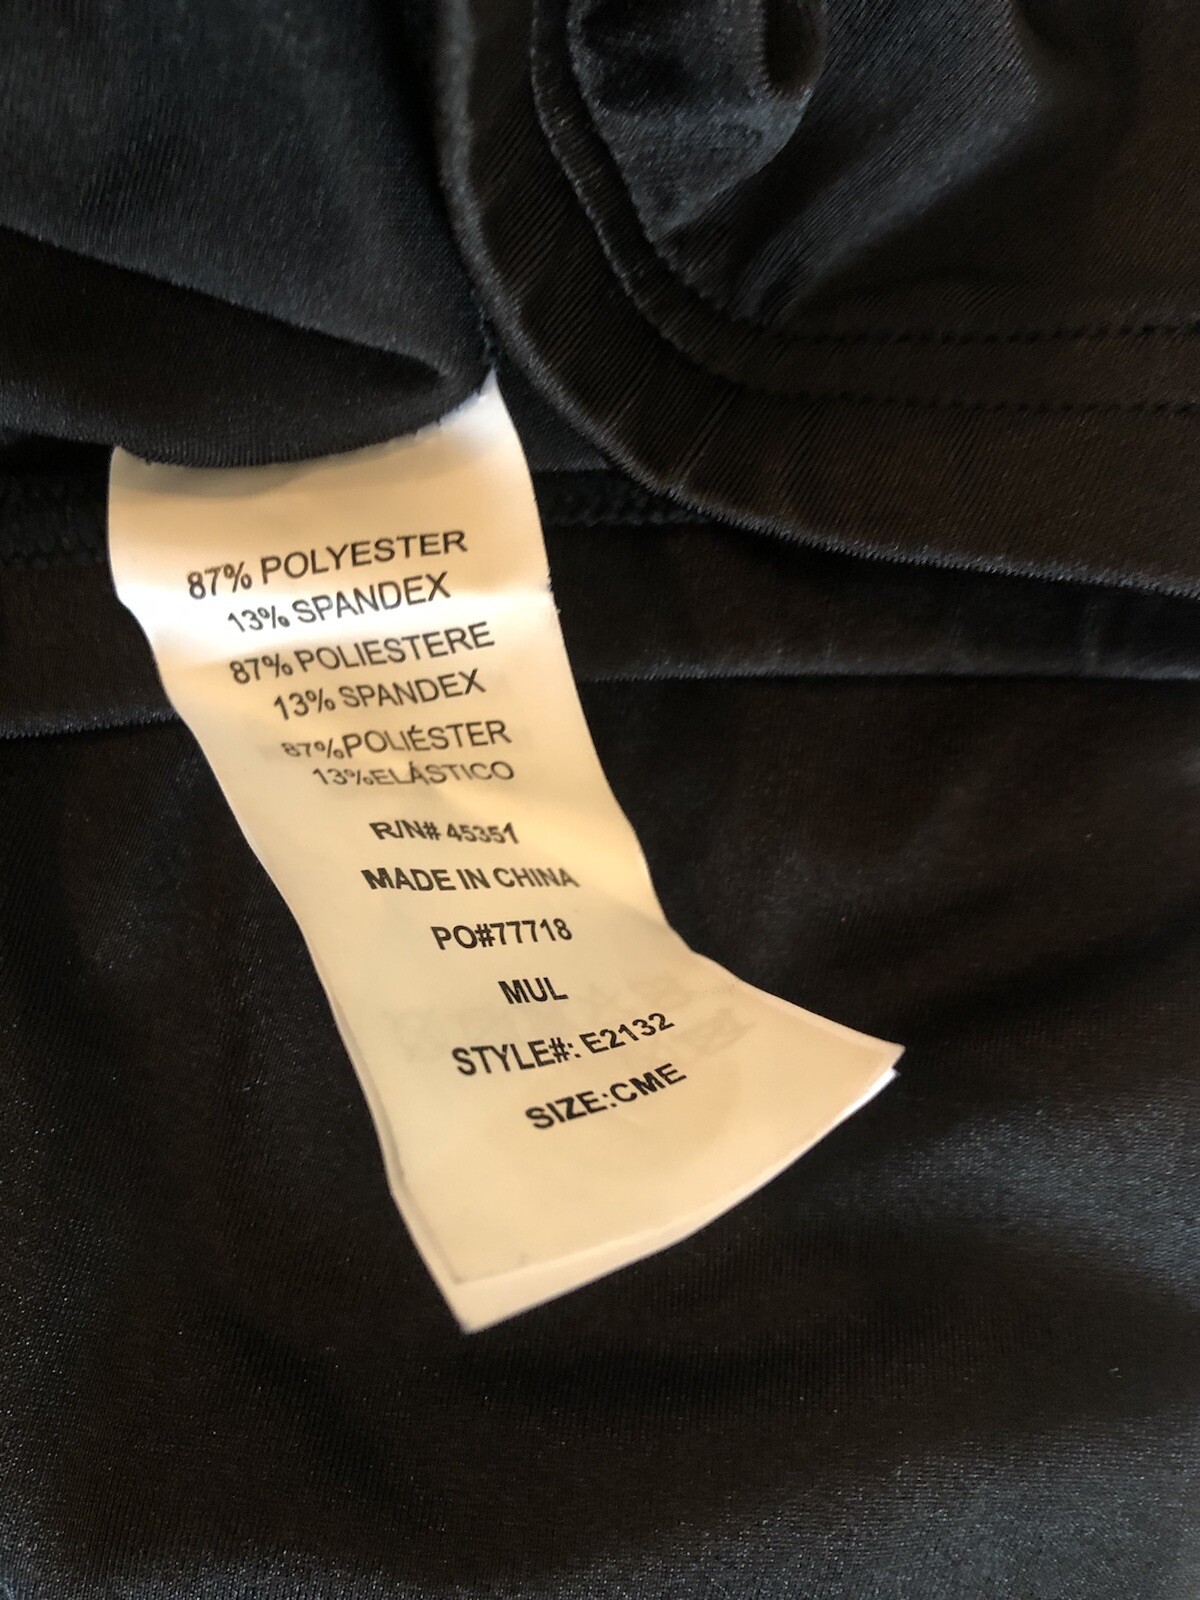 87% POLYESTER
13% SPANDEX
87% POLIESTERE
13% SPANDEX
87%POLIÉSTER
13%ELÁSTICO
R/N# 45351
MADE IN CHINA
PO#77718
MUL
STYLE#: E2132
SIZE:CME